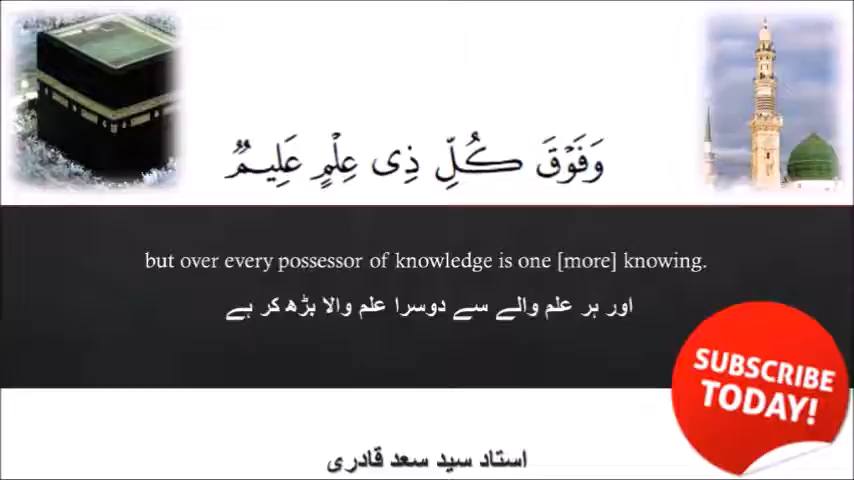 وَفَوْقَ كُلِّ ذِى عِلْمٍ عَلِيمٌ
but over every possessor of knowledge is one [more] knowing.
اور ہر علم والے سے دوسرا علم والا بڑھ کر ہے
SUBSCRIBE
TODAY!
استاد سید سعد قادری